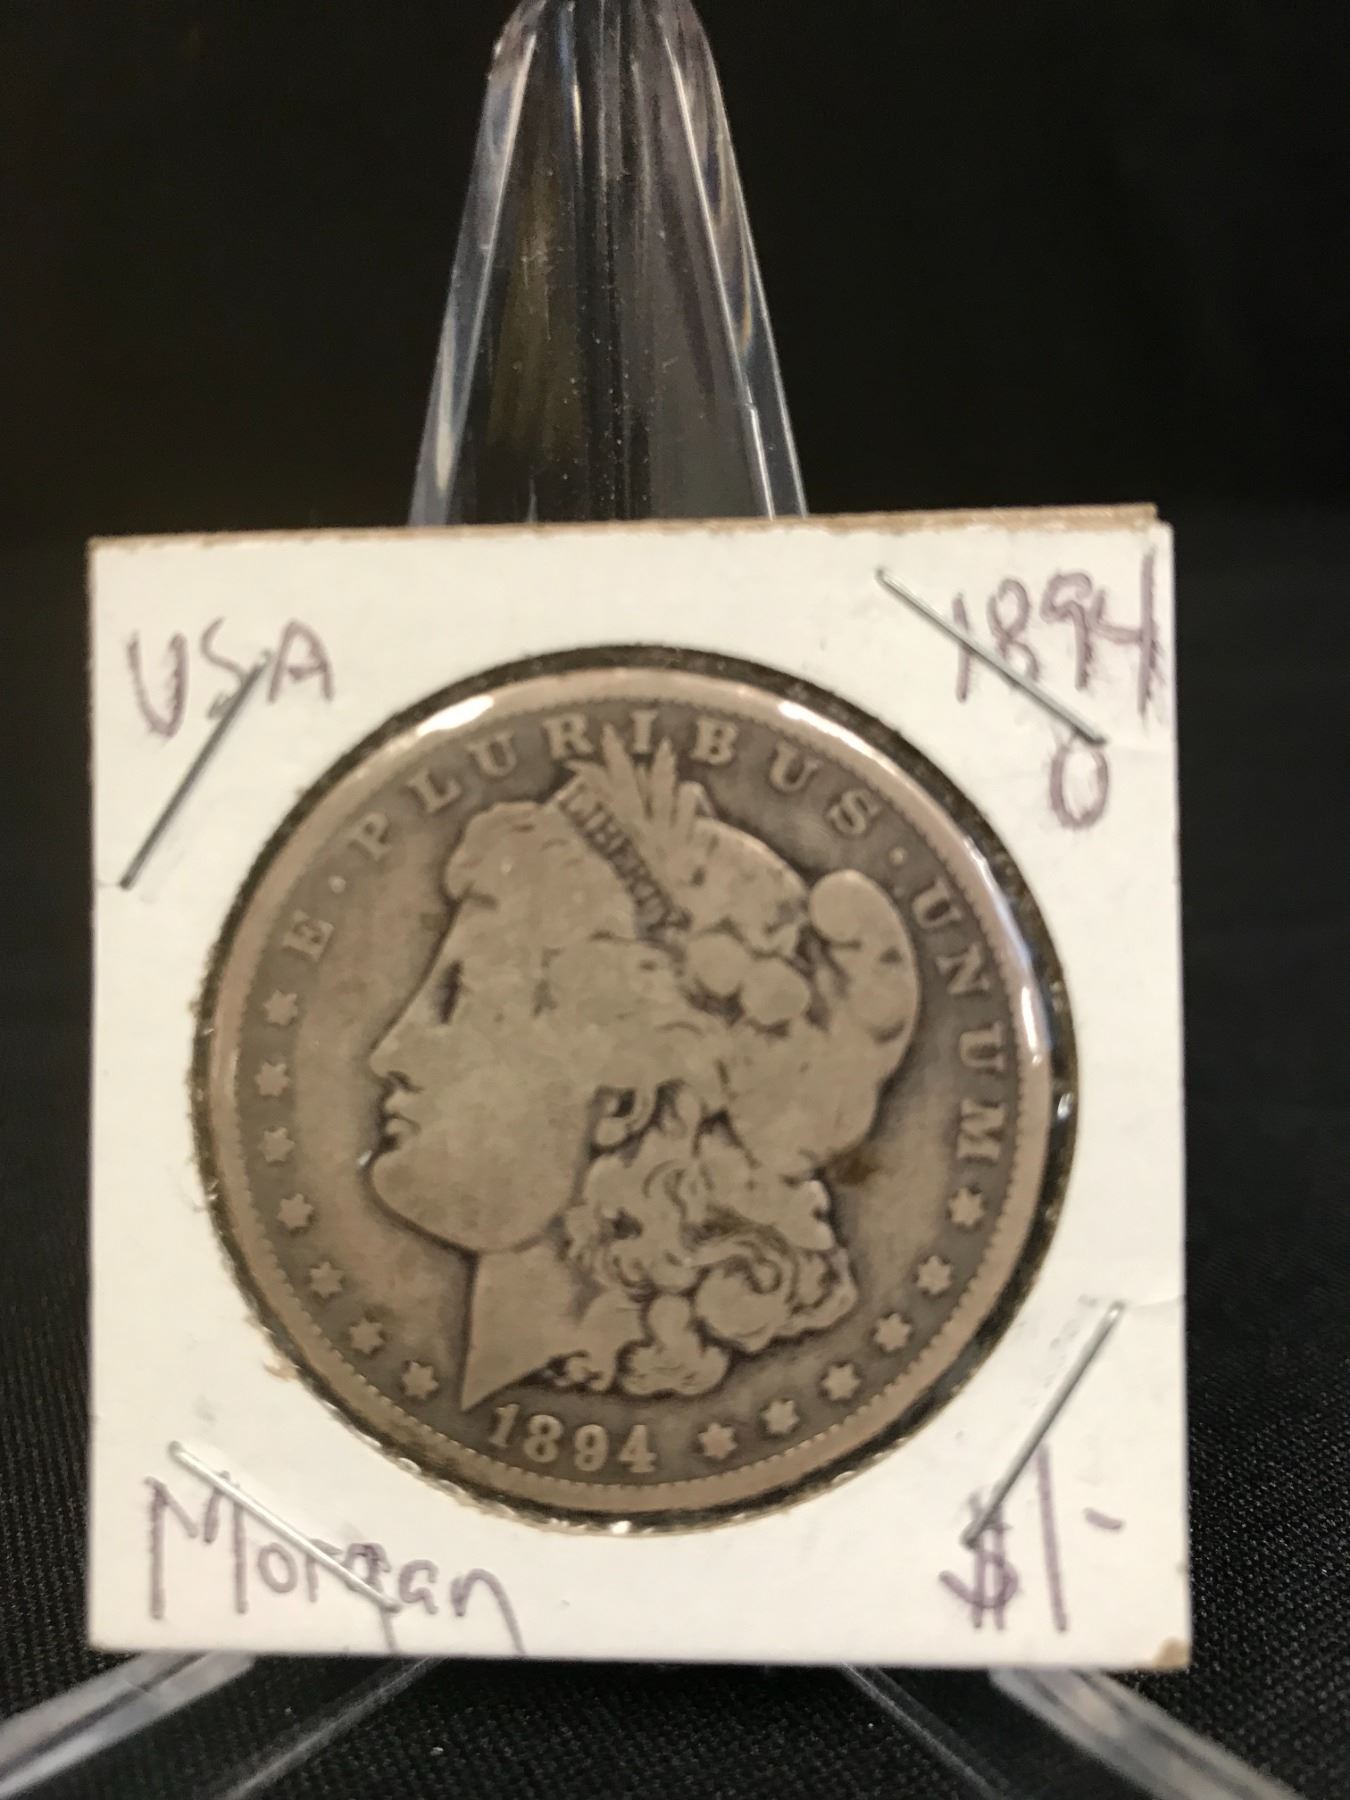 USA
1894
O
E · PLURIBUS · UNUM
LIBERTY
1894
Morgan
$1-